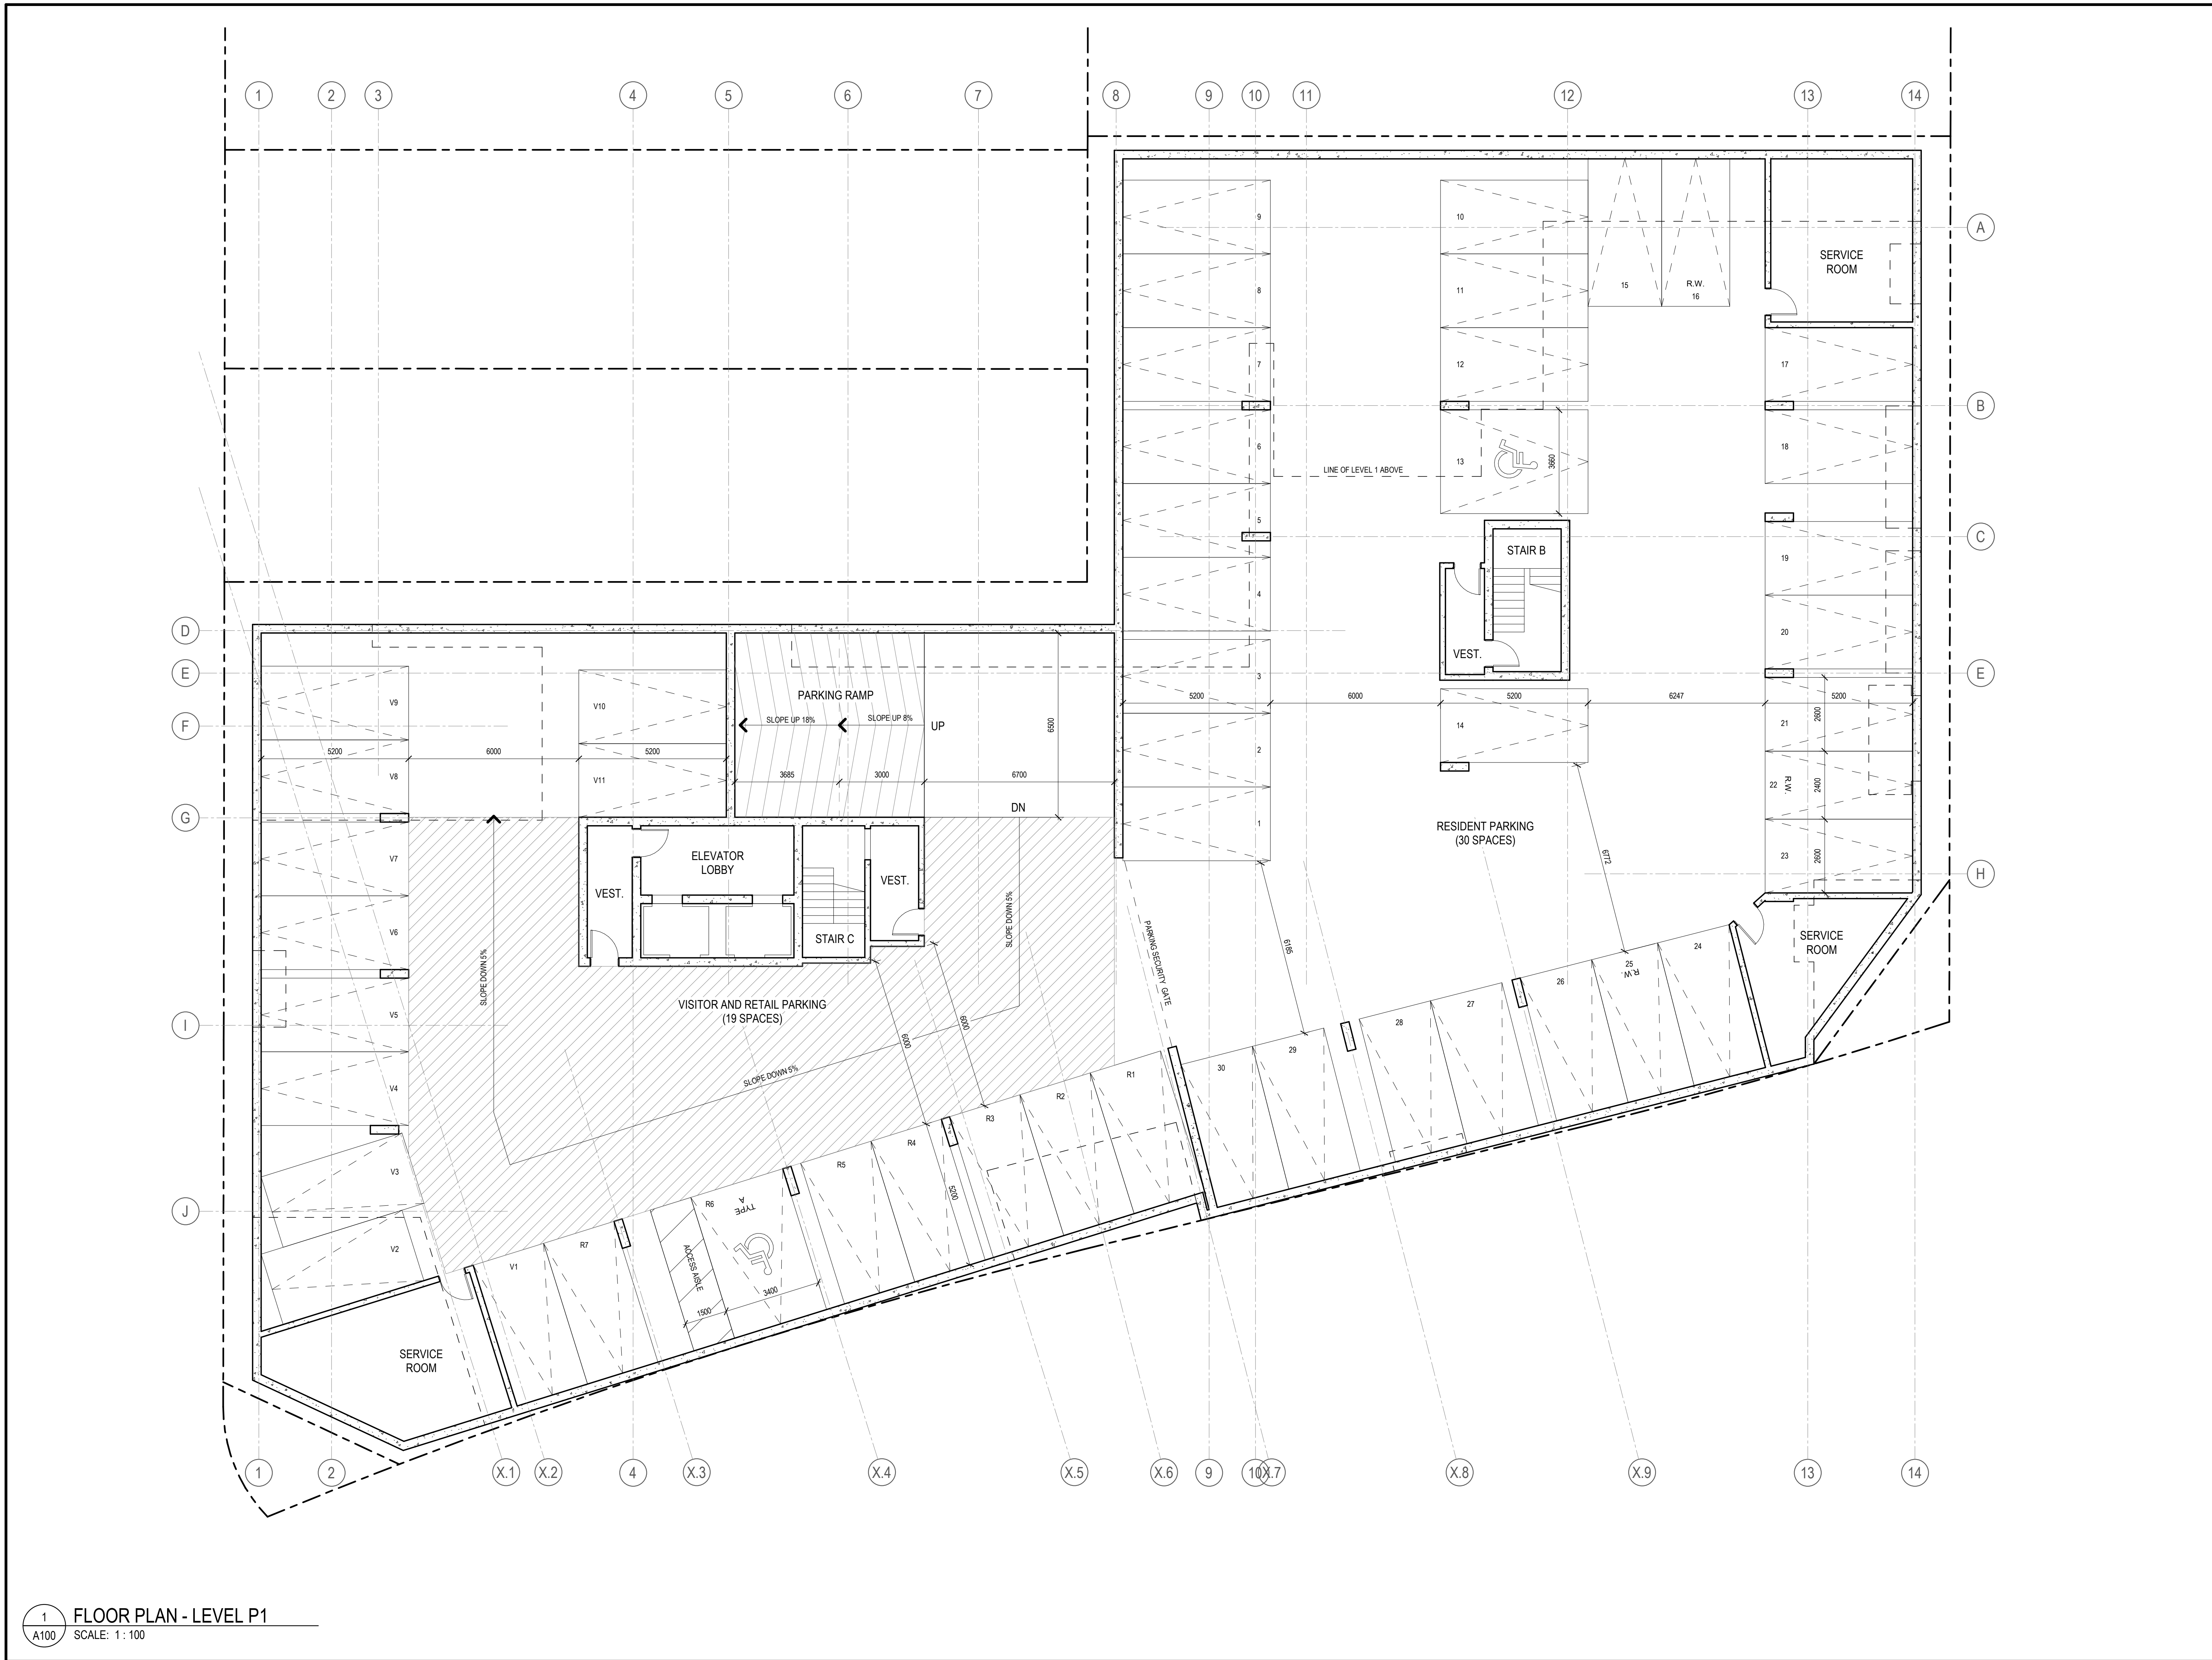 1
2
3
4
5
6
7
8
9
10
11
12
13
14
A
B
C
D
E
F
G
H
I
J
E
9
8
7
6
5
4
3
2
1
10
11
12
13
3660
14
15
R.W.
16
SERVICE
ROOM
17
18
19
20
21
22
R.W.
23
2600
2400
2600
LINE OF LEVEL 1 ABOVE
STAIR B
VEST.
5200
6000
5200
6247
5200
RESIDENT PARKING
(30 SPACES)
6772
6185
PARKING SECURITY GATE
SERVICE
ROOM
24
25
R.W.
26
27
28
29
30
V9
V8
V7
V6
V5
V4
V3
V2
V1
V10
V11
5200
6000
5200
PARKING RAMP
SLOPE UP 18%
SLOPE UP 8%
UP
3685
3000
6700
6500
DN
ELEVATOR
LOBBY
VEST.
VEST.
STAIR C
SLOPE DOWN 5%
SLOPE DOWN 5%
SLOPE DOWN 5%
VISITOR AND RETAIL PARKING
(19 SPACES)
6000
6000
R1
R2
R3
R4
R5
R6
TYPE
A
R7
5200
ACCESS AISLE
1500
3400
SERVICE
ROOM
1
2
X.1
X.2
4
X.3
X.4
X.5
X.6
9
10
X.7
X.8
X.9
13
14
1
A100
FLOOR PLAN - LEVEL P1
SCALE: 1 : 100